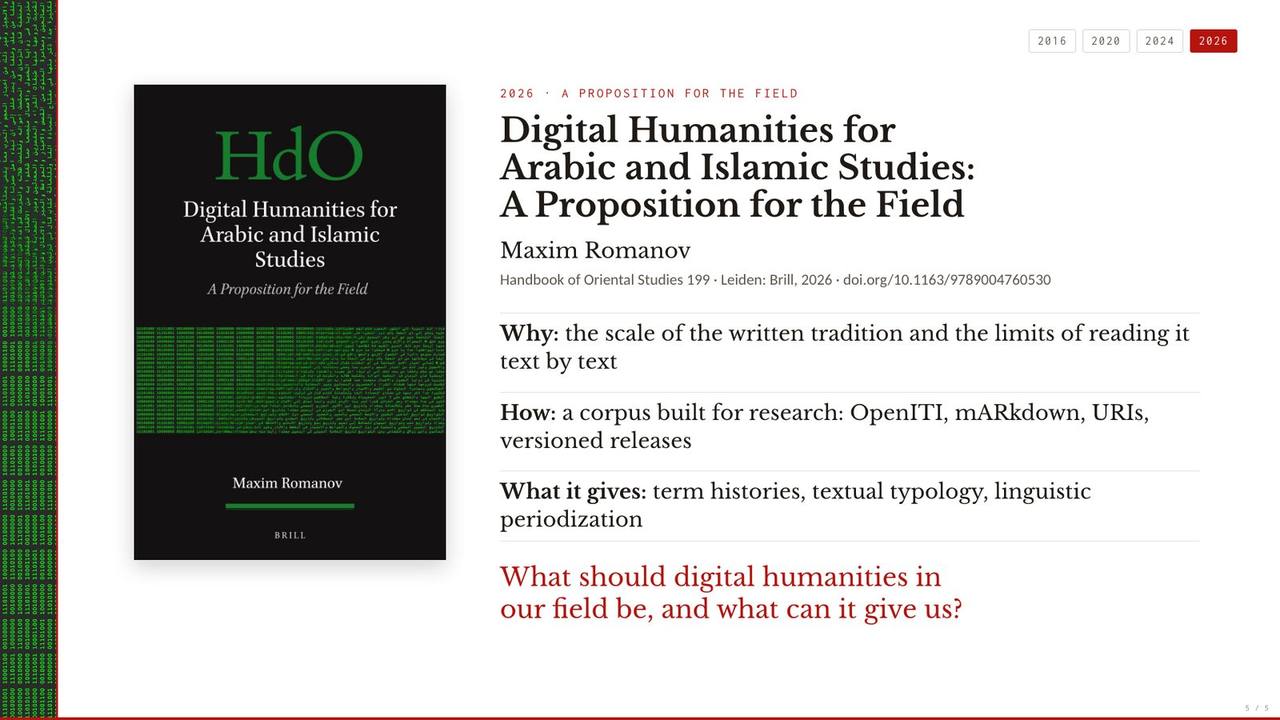 2016 2020 2024 2026
HdO
Digital Humanities for
Arabic and Islamic
Studies
A Proposition for the Field
Maxim Romanov
BRILL
2026 · A PROPOSITION FOR THE FIELD
Digital Humanities for
Arabic and Islamic Studies:
A Proposition for the Field
Maxim Romanov
Handbook of Oriental Studies 199 · Leiden: Brill, 2026 · doi.org/10.1163/9789004760530
Why: the scale of the written tradition and the limits of reading it
text by text
How: a corpus built for research: OpenITI, mARkdown, URIs,
versioned releases
What it gives: term histories, textual typology, linguistic
periodization
What should digital humanities in
our field be, and what can it give us?
5 / 5